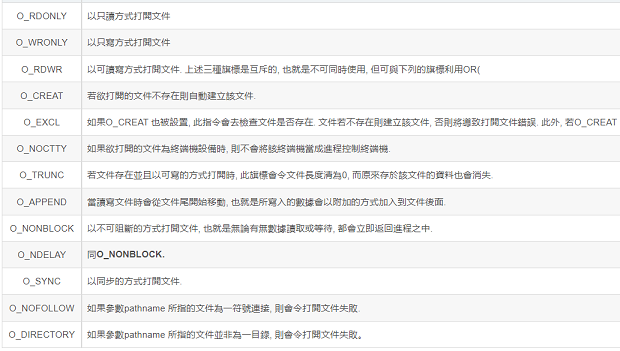 O_RDONLY 以只讀方式打開文件
O_WRONLY 以只寫方式打開文件
O_RDWR 以可讀寫方式打開文件. 上述三種旗標是互斥的, 也就是不可同時使用, 但可與下列的旗標利用OR(
O_CREAT 若欲打開的文件不存在則自動建立該文件.
O_EXCL 如果O_CREAT 也被設置, 此指令會去檢查文件是否存在. 文件若不存在則建立該文件, 否則將導致打開文件錯誤. 此外, 若O_CREAT
O_NOCTTY 如果欲打開的文件為終端機設備時, 則不會將該終端機當成進程控制終端機.
O_TRUNC 若文件存在並且以可寫的方式打開時, 此旗標會令文件長度清為0, 而原來存於該文件的資料也會消失.
O_APPEND 當讀寫文件時會從文件尾開始移動, 也就是所寫入的數據會以附加的方式加入到文件後面.
O_NONBLOCK 以不可阻斷的方式打開文件, 也就是無論有無數據讀取或等待, 都會立即返回進程之中.
O_NDELAY 同O_NONBLOCK.
O_SYNC 以同步的方式打開文件.
O_NOFOLLOW 如果參數pathname 所指的文件為一符號連接, 則會令打開文件失敗.
O_DIRECTORY 如果參數pathname 所指的文件並非為一目錄, 則會令打開文件失敗。